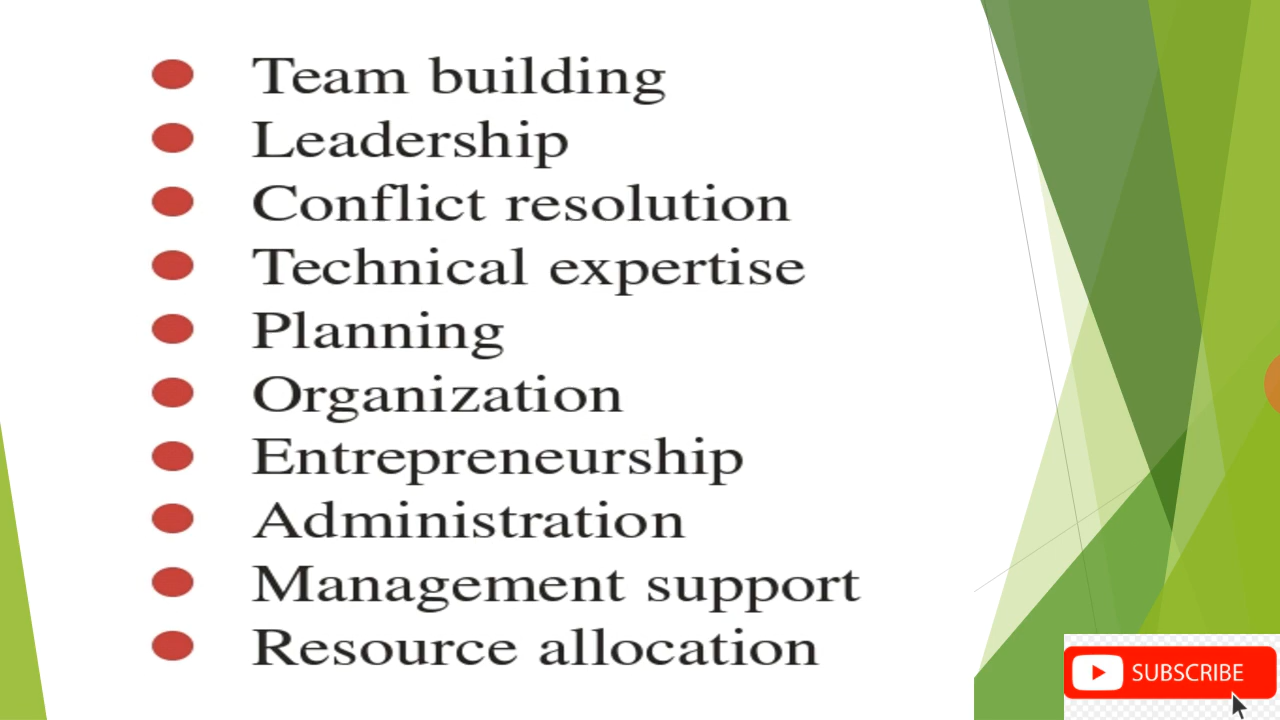 Team building
Leadership
Conflict resolution
Technical expertise
Planning
Organization
Entrepreneurship
Administration
Management support
Resource allocation
SUBSCRIBE